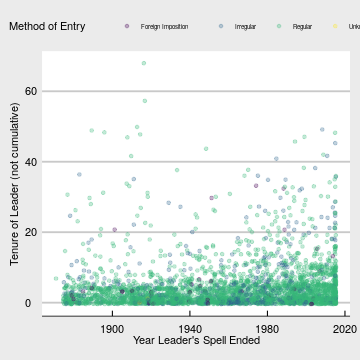 Method of Entry
Foreign Imposition
Irregular
Regular
60
40
20
0
Tenure of Leader (not cumulative)
1900
1940
1980
2020
Year Leader's Spell Ended